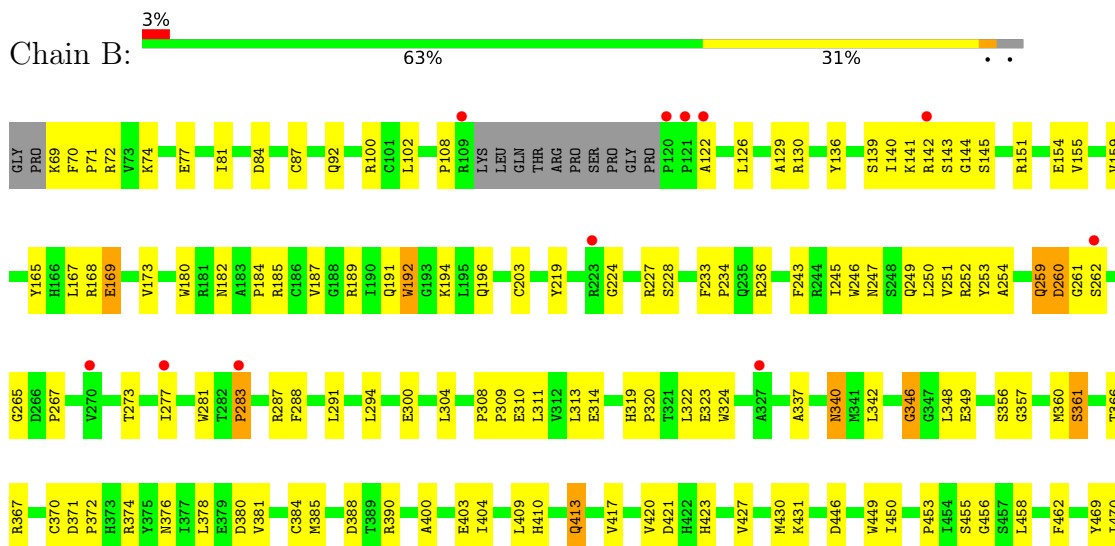 3%
Chain B:
63% 31% • •
GLY PRO K69 F70 P71 R72 V73 K74 E77 I81 D84 C87 Q92 R100 C101 L102 P108 R109 LYS LEU GLN THR ARG PRO SER PRO GLY PRO P120 P121 A122 L126 A129 R130 Y136 S139 I140 K141 R142 S143 G144 S145 R151 E154 V155 V159
Y165 H166 L167 R168 E169 V173 W180 R181 N182 A183 P184 R185 C186 V187 G188 R189 I190 Q191 W192 G193 K194 L195 Q196 C203 Y219 R223 G224 R227 S228 F233 P234 Q235 R236 F243 R244 I245 W246 N247 S248 Q249 L250 V251 R252 Y253 A254 Q259 D260 G261 S262
G265 D266 P267 V270 T273 I277 W281 T282 P283 R287 F288 L291 L294 E300 L304 P308 P309 E310 L311 V312 L313 E314 H319 P320 T321 L322 E323 W324 A327 A337 N340 M341 L342 G346 G347 L348 E349 S356 G357 M360 S361 T366
R367 G370 D371 P372 H373 R374 Y375 N376 I377 L378 E379 D380 V381 C384 M385 D388 T389 R390 A400 E403 I404 L409 H410 Q413 V417 V420 D421 H422 H423 V427 M430 K431 D446 W449 I450 P453 I454 S455 G456 S457 L458 F462 Y469